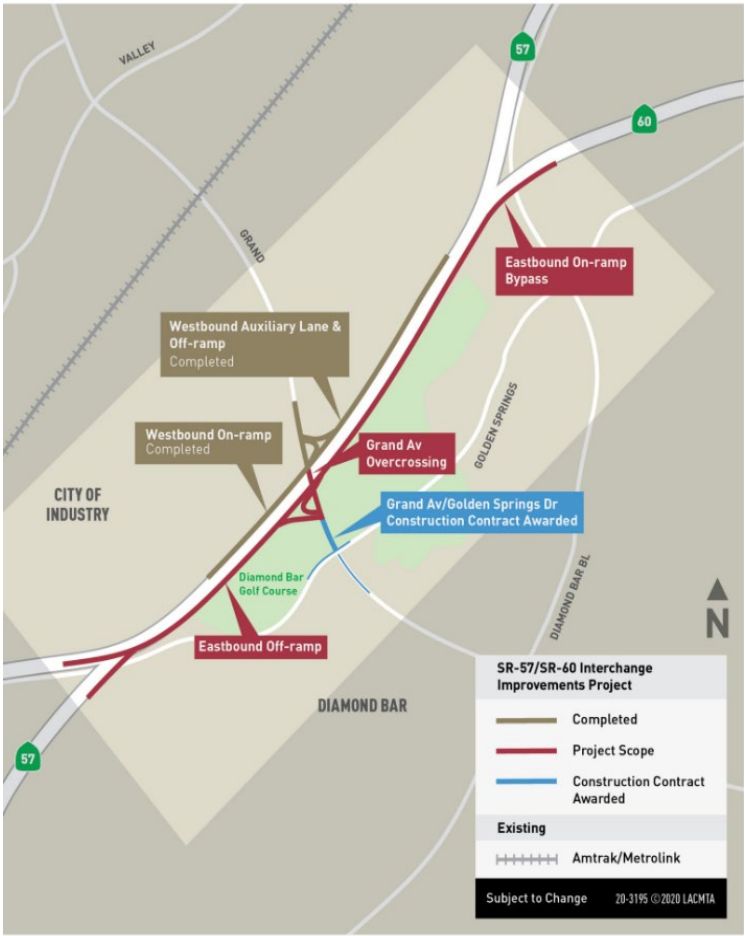 57
VALLEY
60
GRAND
Eastbound On-ramp
Bypass
Westbound Auxiliary Lane &
Off-ramp
Completed
GOLDEN SPRINGS
Westbound On-ramp
Completed
Grand Av
Overcrossing
CITY OF
INDUSTRY
Grand Av/Golden Springs Dr
Construction Contract Awarded
Diamond Bar
Golf Course
DIAMOND BAR BL
N
Eastbound Off-ramp
DIAMOND BAR
57
SR-57/SR-60 Interchange
Improvements Project
Completed
Project Scope
Construction Contract
Awarded
Existing
Amtrak/Metrolink
Subject to Change 20-3195 ©2020 LACMTA